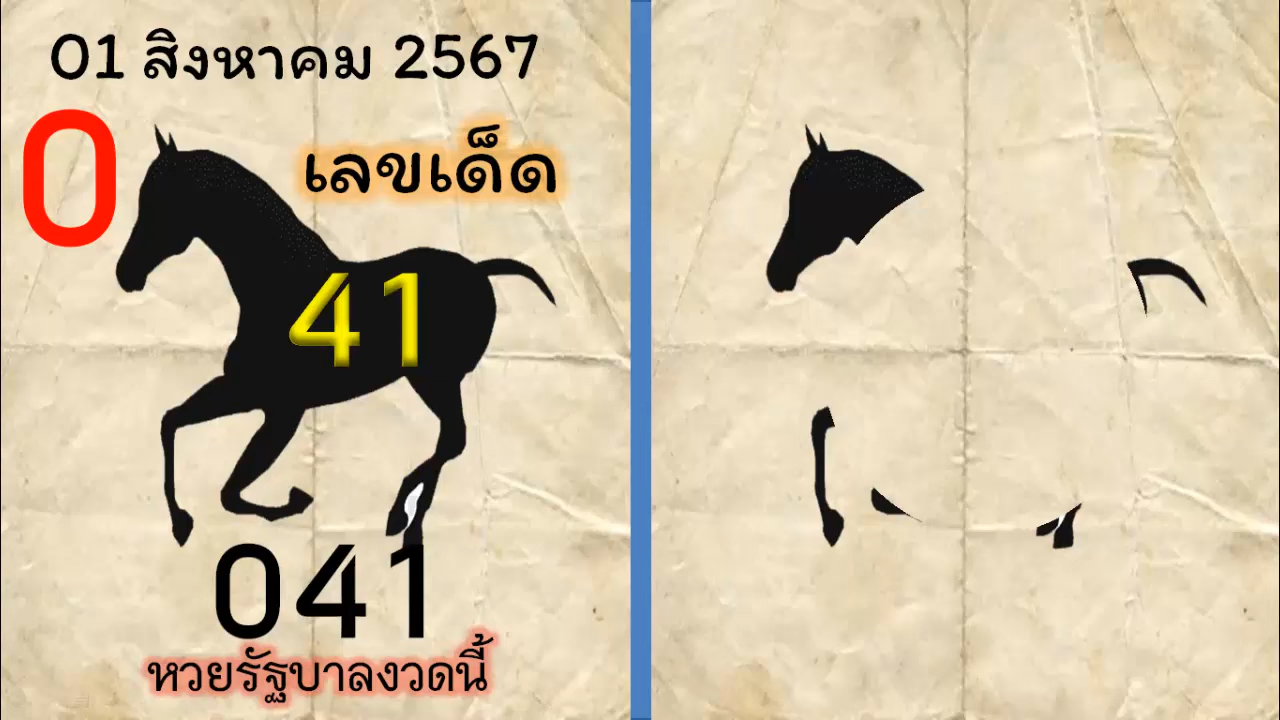 01 สิงหาคม 2567
0
เลขเด็ด
41
041
หวยรัฐบาลงวดนี้